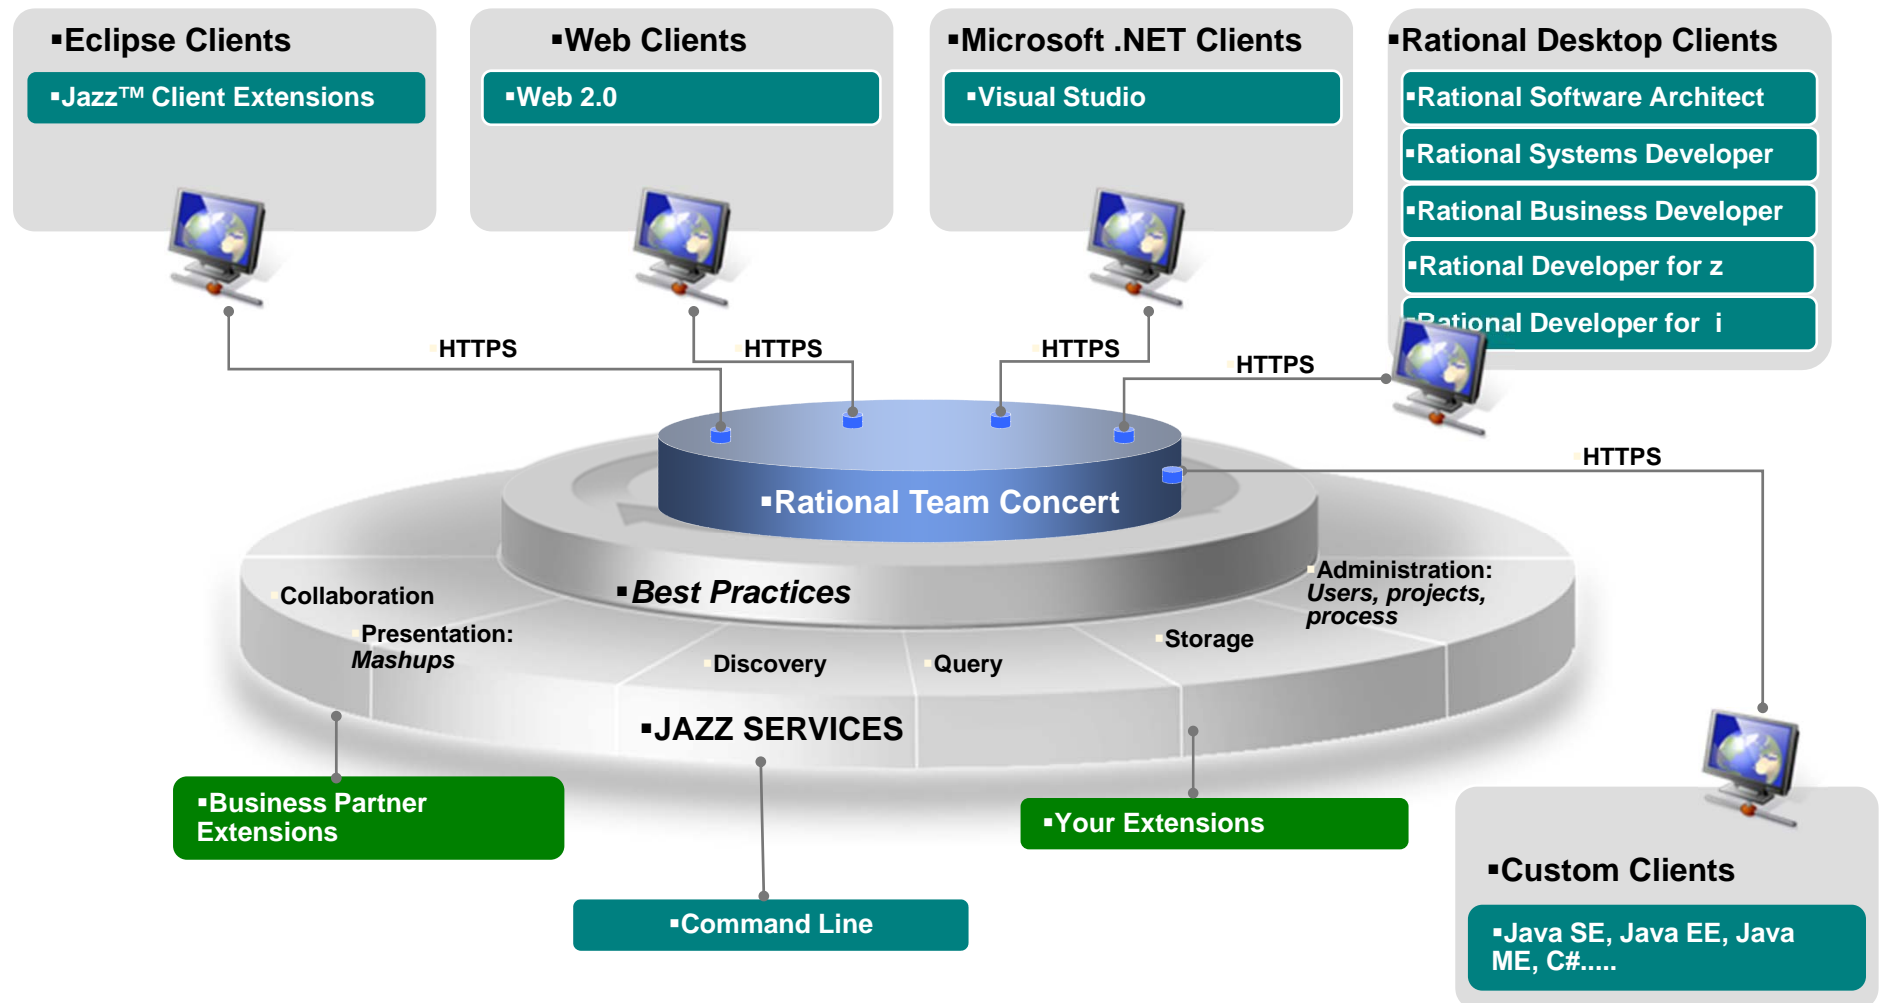 ▪Eclipse Clients
▪Jazz™ Client Extensions
▪Web Clients
▪Web 2.0
▪Microsoft .NET Clients
▪Visual Studio
▪Rational Desktop Clients
▪Rational Software Architect
▪Rational Systems Developer
▪Rational Business Developer
▪Rational Developer for z
▪Rational Developer for i
▪HTTPS
▪HTTPS
▪HTTPS
▪HTTPS
▪HTTPS
▪Rational Team Concert
▪Best Practices
▪Collaboration
▪Presentation:
Mashups
▪Discovery
▪Query
▪Storage
▪Administration:
Users, projects,
process
▪JAZZ SERVICES
▪Business Partner
Extensions
▪Your Extensions
▪Command Line
▪Custom Clients
▪Java SE, Java EE, Java
ME, C#.....